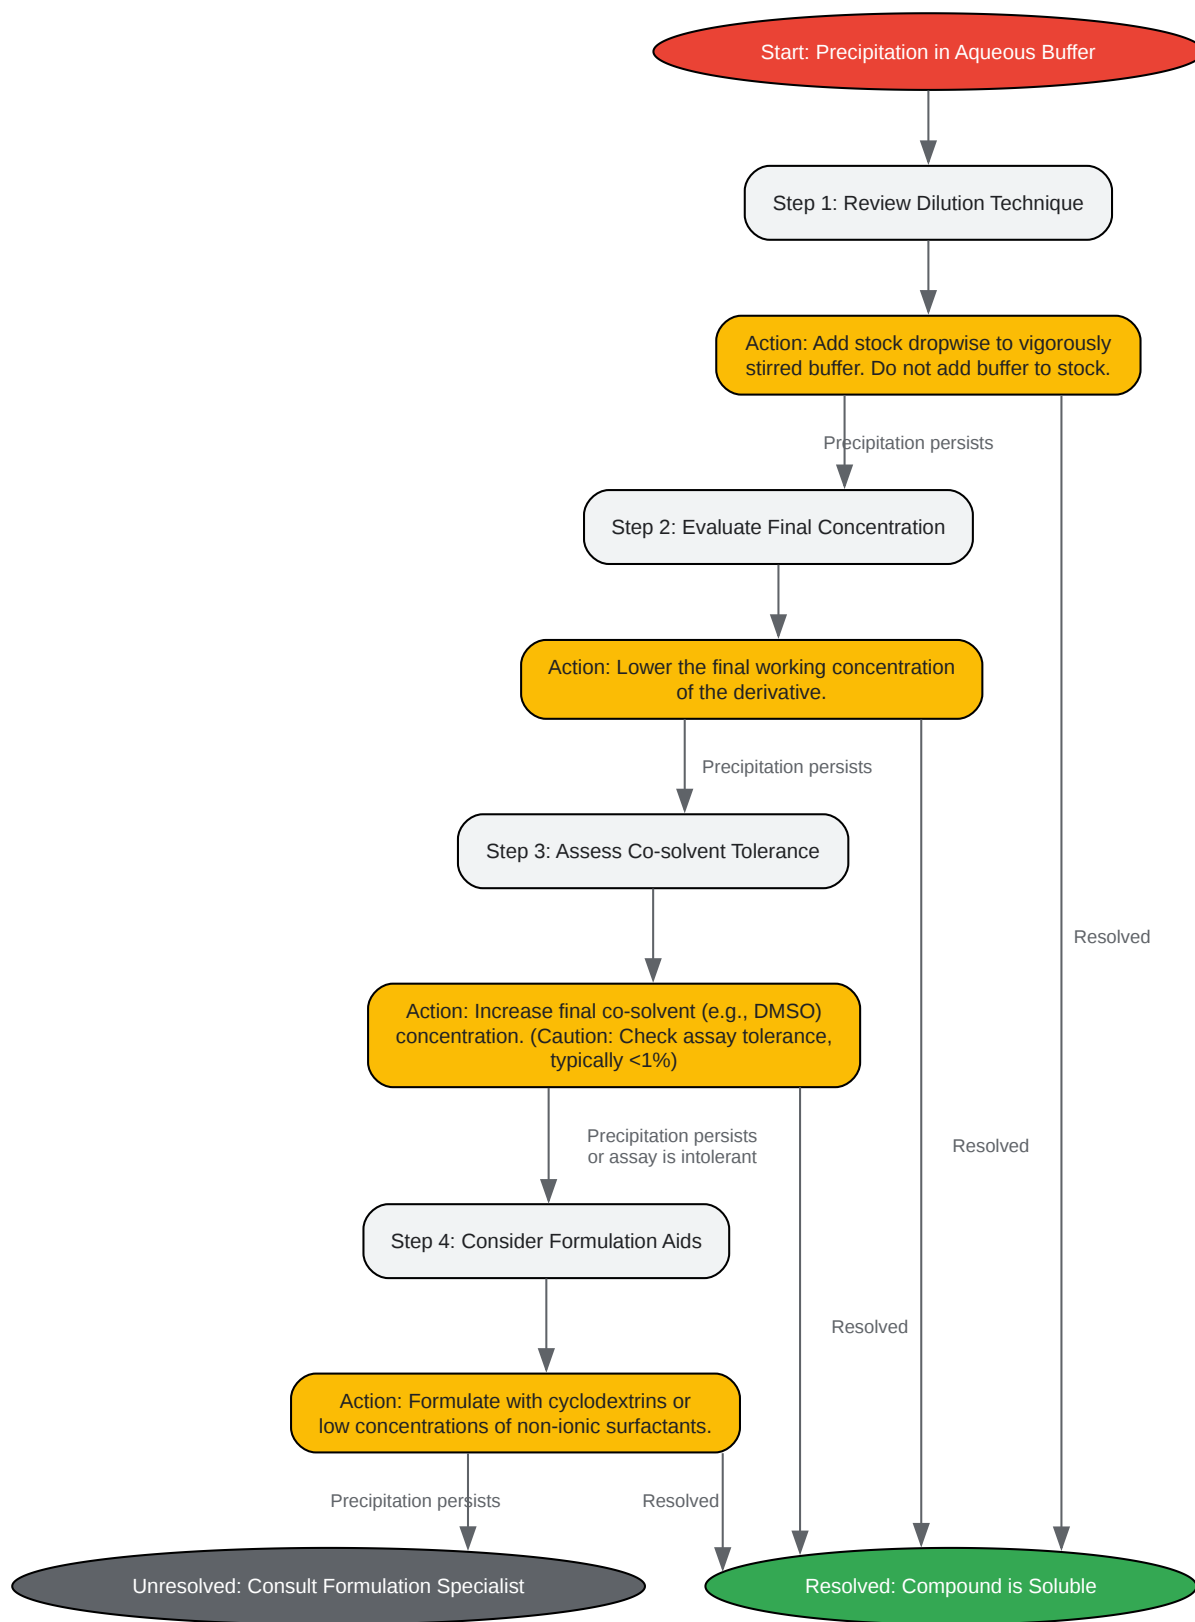 Start: Precipitation in Aqueous Buffer
Step 1: Review Dilution Technique
Action: Add stock dropwise to vigorously
stirred buffer. Do not add buffer to stock.
Precipitation persists
Step 2: Evaluate Final Concentration
Action: Lower the final working concentration
of the derivative.
Precipitation persists
Step 3: Assess Co-solvent Tolerance
Resolved
Action: Increase final co-solvent (e.g., DMSO)
concentration. (Caution: Check assay tolerance,
typically <1%)
Precipitation persists
or assay is intolerant
Resolved
Step 4: Consider Formulation Aids
Resolved
Action: Formulate with cyclodextrins or
low concentrations of non-ionic surfactants.
Precipitation persists
Resolved
Unresolved: Consult Formulation Specialist
Resolved: Compound is Soluble